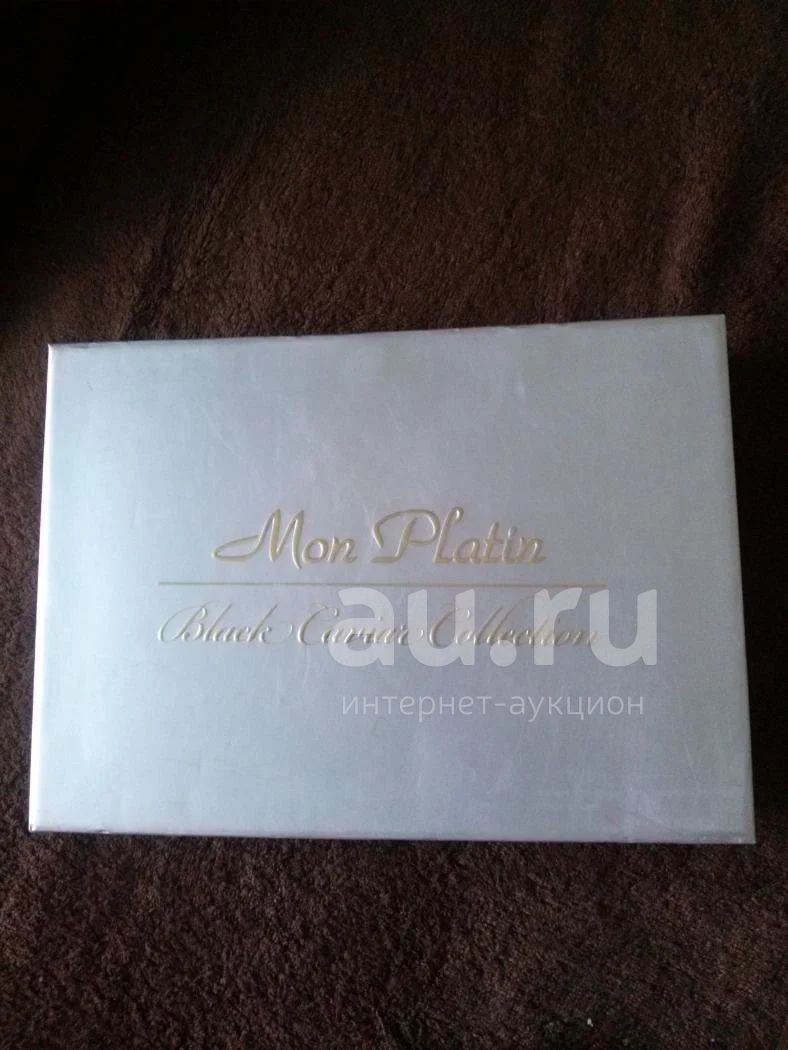 Mon Platin
Black Caviar Collection
au.ru
интернет-аукцион